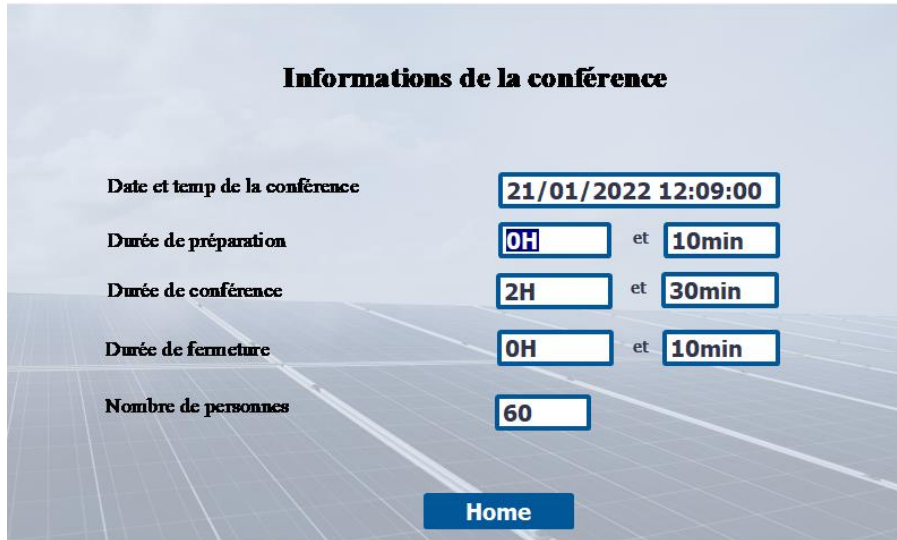 Informations de la conférence
Date et temp de la conférence 21/01/2022 12:09:00
Durée de préparation 0H et 10min
Durée de conférence 2H et 30min
Durée de fermeture 0H et 10min
Nombre de personnes 60
Home